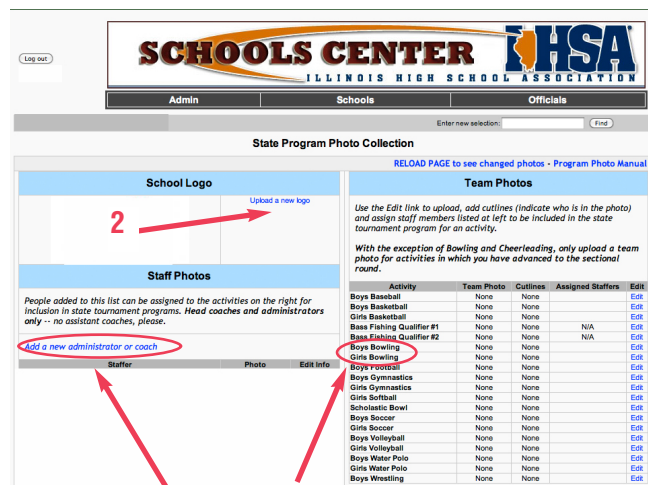 Log out
SCHOOLS CENTER IHSA
ILLINOIS HIGH SCHOOL ASSOCIATION
Admin Schools Officials
Enter new selection: Find
State Program Photo Collection
RELOAD PAGE to see changed photos - Program Photo Manual
School Logo
Upload a new logo
2
Staff Photos
People added to this list can be assigned to the activities on the right for
inclusion in state tournament programs. Head coaches and administrators
only -- no assistant coaches, please.
Add a new administrator or coach
Staffer Photo Edit Info
Team Photos
Use the Edit link to upload, add cutlines (indicate who is in the photo)
and assign staff members listed at left to be included in the state
tournament program for an activity.
With the exception of Bowling and Cheerleading, only upload a team
photo for activities in which you have advanced to the sectional
round.
Activity Team Photo Cutlines Assigned Staffers Edit
Boys Baseball None None Edit
Boys Basketball None None Edit
Girls Basketball None None Edit
Bass Fishing Qualifier #1 None None N/A Edit
Bass Fishing Qualifier #2 None None N/A Edit
Boys Bowling None None Edit
Girls Bowling None None Edit
Boys Football None None Edit
Boys Gymnastics None None Edit
Girls Gymnastics None None Edit
Girls Softball None None Edit
Scholastic Bowl None None Edit
Boys Soccer None None Edit
Girls Soccer None None Edit
Boys Volleyball None None Edit
Girls Volleyball None None Edit
Boys Water Polo None None Edit
Girls Water Polo None None Edit
Boys Wrestling None None Edit